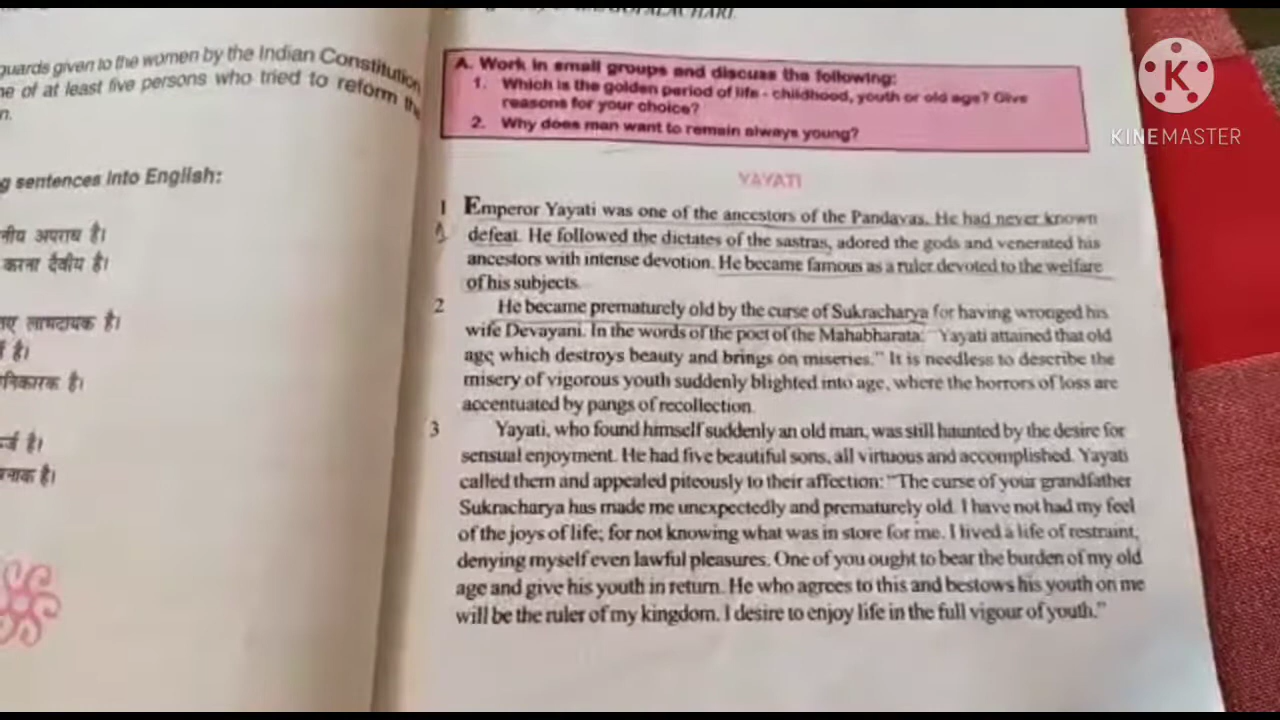 GOPALACHARI
guards given to the women by the Indian Constitution
me of at least five persons who tried to reform the
n.
g sentences into English:
नीय अपराध है।
करना दैवीय है।
तए लाभदायक है।
है।
निकारक है।
र्ज है।
नाक है।
A. Work in small groups and discuss the following:
1. Which is the golden period of life - childhood, youth or old age? Give
reasons for your choice?
2. Why does man want to remain always young?
YAYATI
1 Emperor Yayati was one of the ancestors of the Pandavas. He had never known
defeat. He followed the dictates of the sastras, adored the gods and venerated his
ancestors with intense devotion. He became famous as a ruler devoted to the welfare
of his subjects.
2 He became prematurely old by the curse of Sukracharya for having wronged his
wife Devayani. In the words of the poet of the Mahabharata: "Yayati attained that old
age which destroys beauty and brings on miseries." It is needless to describe the
misery of vigorous youth suddenly blighted into age, where the horrors of loss are
accentuated by pangs of recollection.
3 Yayati, who found himself suddenly an old man, was still haunted by the desire for
sensual enjoyment. He had five beautiful sons, all virtuous and accomplished. Yayati
called them and appealed piteously to their affection: "The curse of your grandfather
Sukracharya has made me unexpectedly and prematurely old. I have not had my feel
of the joys of life; for not knowing what was in store for me. I lived a life of restraint,
denying myself even lawful pleasures. One of you ought to bear the burden of my old
age and give his youth in return. He who agrees to this and bestows his youth on me
will be the ruler of my kingdom. I desire to enjoy life in the full vigour of youth."
K
KINEMASTER